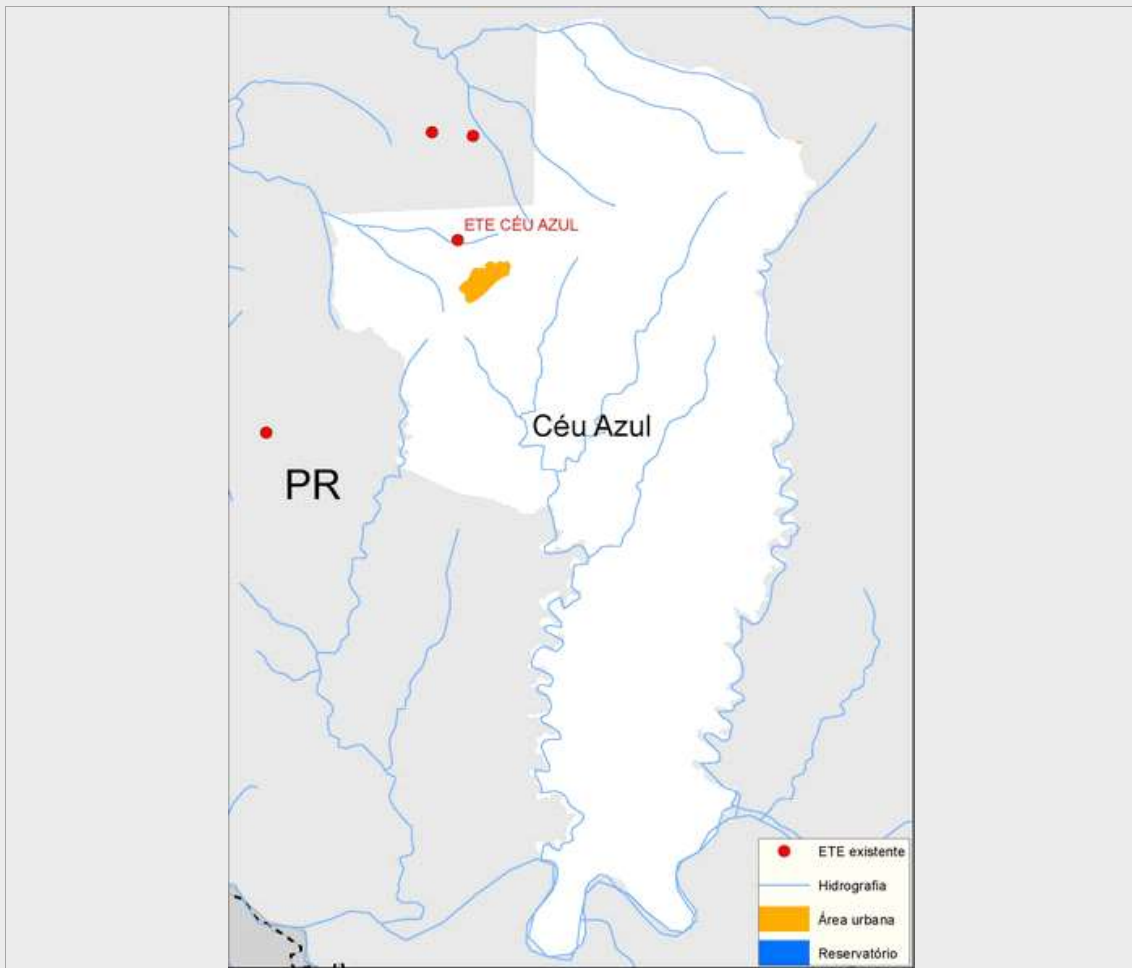 ETE CÉU AZUL
Céu Azul
PR
ETE existente
Hidrografia
Área urbana
Reservatório